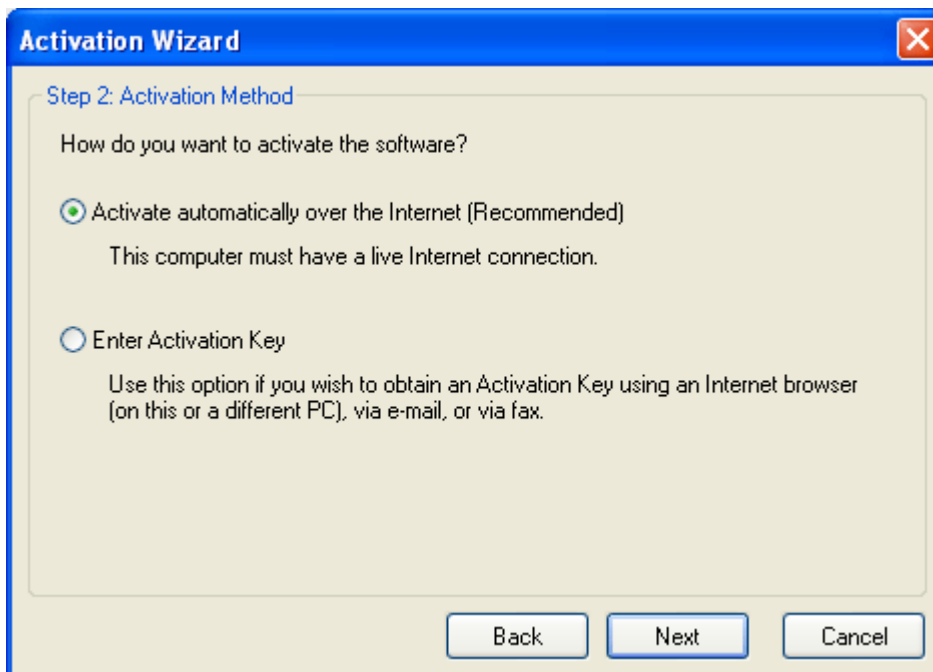 Activation Wizard
Step 2: Activation Method
How do you want to activate the software?
Activate automatically over the Internet (Recommended)
This computer must have a live Internet connection.
Enter Activation Key
Use this option if you wish to obtain an Activation Key using an Internet browser
(on this or a different PC), via e-mail, or via fax.
Back Next Cancel